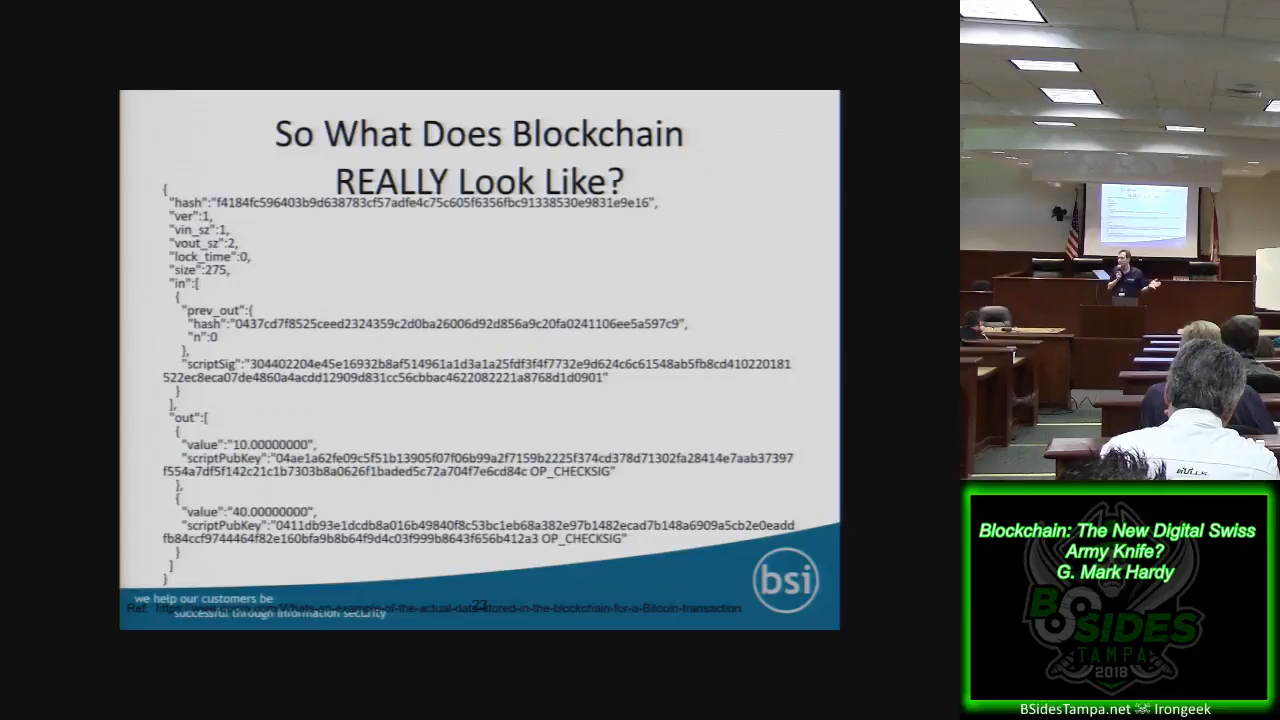 So What Does Blockchain
REALLY Look Like?
{
"hash":"f4184fc596403b9d638783cf57adfe4c75c605f6356fbc91338530e9831e9e16",
"ver":1,
"vin_sz":1,
"vout_sz":2,
"lock_time":0,
"size":275,
"in":[
{
"prev_out":{
"hash":"0437cd7f8525ceed2324359c2d0ba26006d92d856a9c20fa0241106ee5a597c9",
"n":0
},
"scriptSig":"304402204e45e16932b8af514961a1d3a1a25fdf3f4f7732e9d624c6c61548ab5fb8cd410220181
522ec8eca07de4860a4acdd12909d831cc56cbbac4622082221a8768d1d0901"
}
],
"out":[
{
"value":"10.00000000",
"scriptPubKey":"04ae1a62fe09c5f51b13905f07f06b99a2f7159b2225f374cd378d71302fa28414e7aab37397
f554a7df5f142c21c1b7303b8a0626f1baded5c72a704f7e6cd84c OP_CHECKSIG"
},
{
"value":"40.00000000",
"scriptPubKey":"0411db93e1dcdb8a016b49840f8c53bc1eb68a382e97b1482ecad7b148a6909a5cb2e0eadd
fb84ccf9744464f82e160bfa9b8b64f9d4c03f999b8643f656b412a3 OP_CHECKSIG"
}
]
}
bsi
we help our customers be
successful through information security
22
Blockchain: The New Digital Swiss
Army Knife?
G. Mark Hardy
B SIDES
TAMPA
2018
BSidesTampa.net Irongeek
BULLS